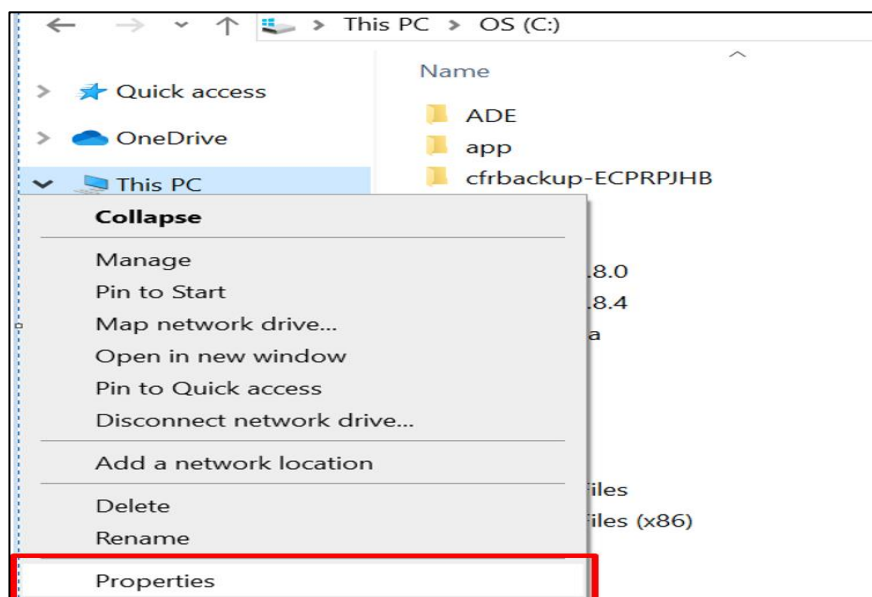 This PC > OS (C:)
Name
Quick access
ADE
OneDrive
app
This PC
cfrbackup-ECPRPJHB
Collapse
Manage
.8.0
Pin to Start
.8.4
Map network drive...
a
Open in new window
Pin to Quick access
Disconnect network drive...
Add a network location
Delete
iles
Rename
iles (x86)
Properties